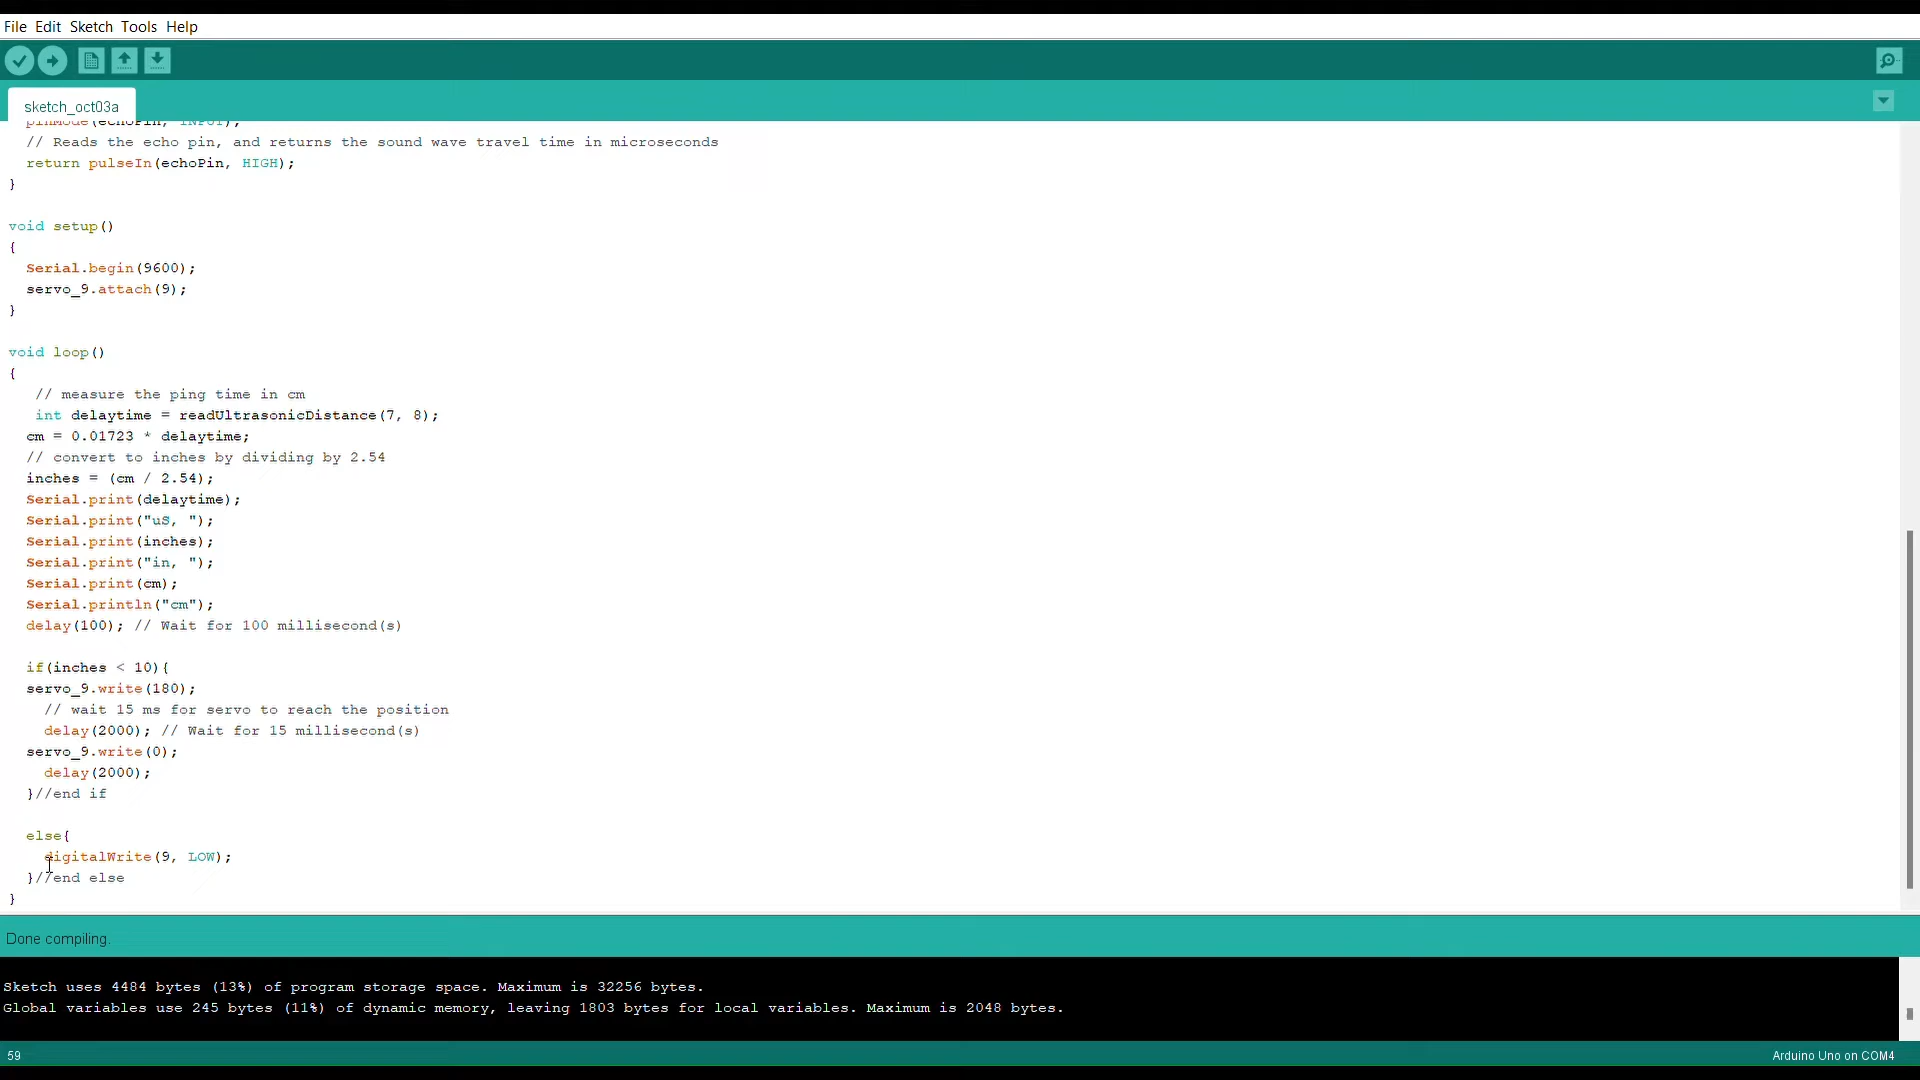 File Edit Sketch Tools Help
sketch_oct03a
pinMode(echoPin, INPUT);
// Reads the echo pin, and returns the sound wave travel time in microseconds
return pulseIn(echoPin, HIGH);
}
void setup()
{
Serial.begin(9600);
servo_9.attach(9);
}
void loop()
{
// measure the ping time in cm
int delaytime = readUltrasonicDistance(7, 8);
cm = 0.01723 * delaytime;
// convert to inches by dividing by 2.54
inches = (cm / 2.54);
Serial.print(delaytime);
Serial.print("uS, ");
Serial.print(inches);
Serial.print("in, ");
Serial.print(cm);
Serial.println("cm");
delay(100); // Wait for 100 millisecond(s)
if(inches < 10){
servo_9.write(180);
// wait 15 ms for servo to reach the position
delay(2000); // Wait for 15 millisecond(s)
servo_9.write(0);
delay(2000);
}//end if
else{
digitalWrite(9, LOW);
}//end else
}
Done compiling.
Sketch uses 4484 bytes (13%) of program storage space. Maximum is 32256 bytes.
Global variables use 245 bytes (11%) of dynamic memory, leaving 1803 bytes for local variables. Maximum is 2048 bytes.
59
Arduino Uno on COM4